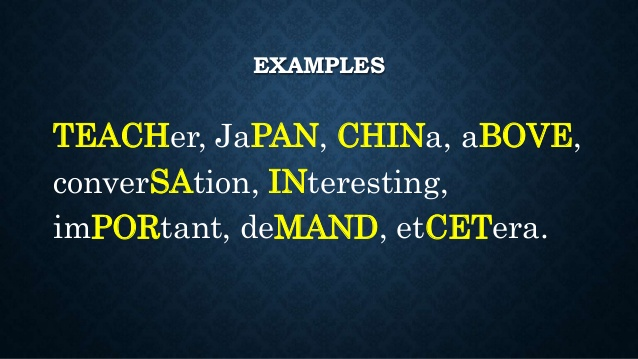 EXAMPLES
TEACHer, JaPAN, CHINa, aBOVE,
converSAtion, INteresting,
imPORtant, deMAND, etCETera.